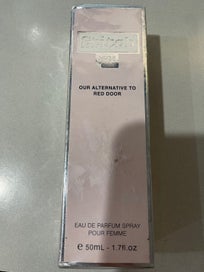 OUR ALTERNATIVE TO
RED DOOR
EAU DE PARFUM SPRAY
POUR FEMME
℮ 50mL - 1.7fl.oz